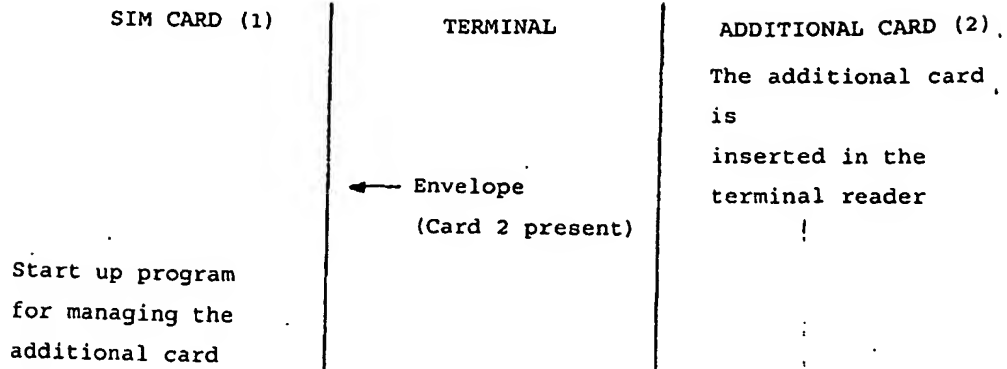 SIM CARD (1)
TERMINAL
ADDITIONAL CARD (2)
The additional card
is
inserted in the
terminal reader
Envelope
(Card 2 present)
Start up program
for managing the
additional card